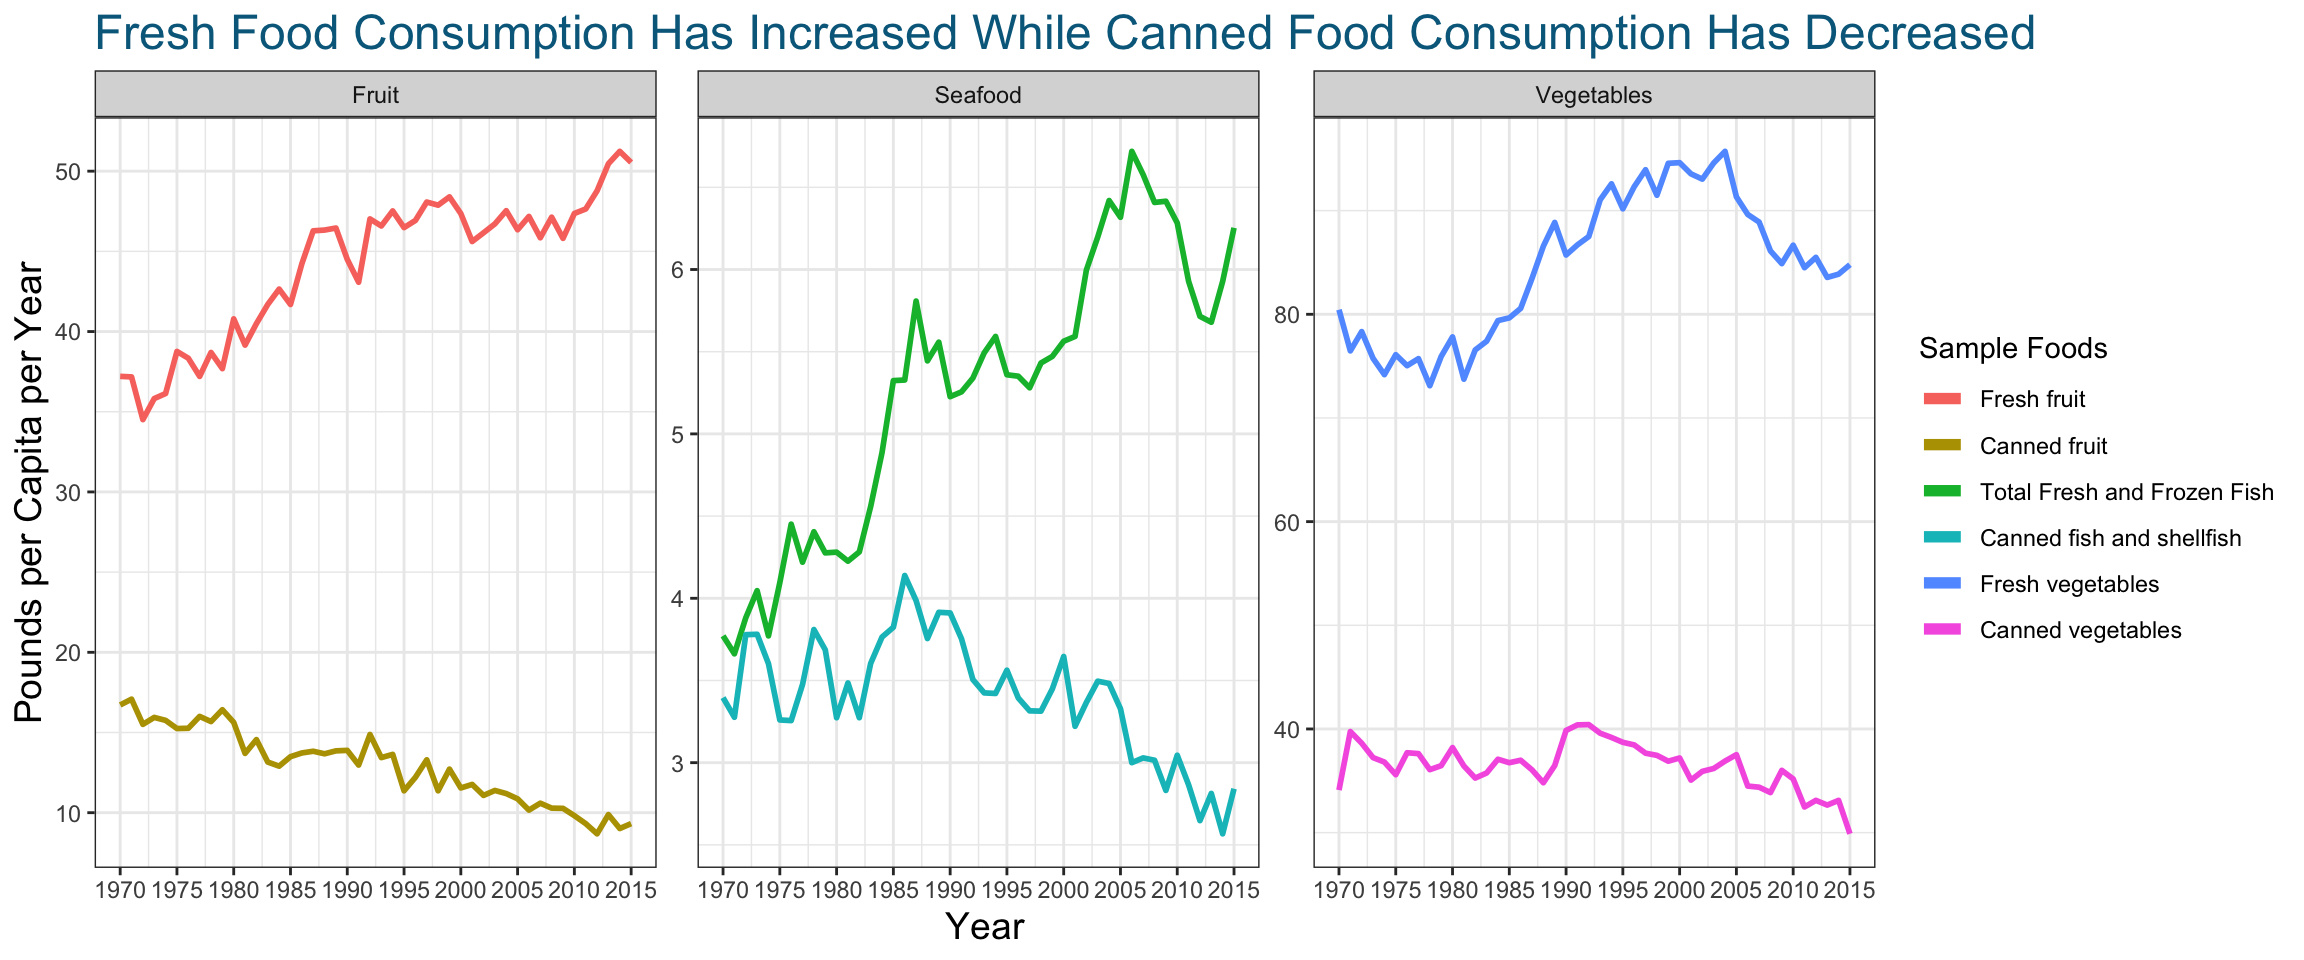 Fresh Food Consumption Has Increased While Canned Food Consumption Has Decreased
Fruit
Seafood
Vegetables
Pounds per Capita per Year
50
40
30
20
10
6
5
4
3
80
60
40
1970 1975 1980 1985 1990 1995 2000 2005 2010 2015
1970 1975 1980 1985 1990 1995 2000 2005 2010 2015
1970 1975 1980 1985 1990 1995 2000 2005 2010 2015
Year
Sample Foods
Fresh fruit
Canned fruit
Total Fresh and Frozen Fish
Canned fish and shellfish
Fresh vegetables
Canned vegetables